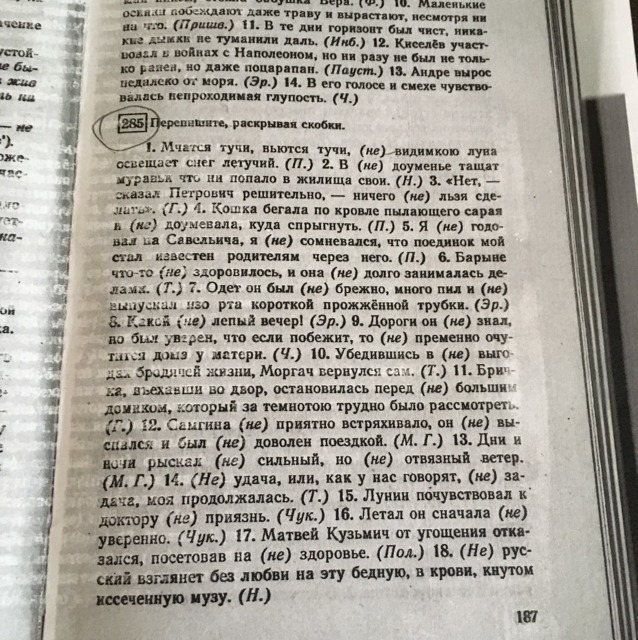 Вера. (Ф.) 10. Маленькие
осинки побеждают даже траву и вырастают, несмотря ни
на что. (Пришв.) 11. В те дни горизонт был чист, ника-
кие дымки не туманили даль. (Инб.) 12. Киселёв участ-
вовал в войнах с Наполеоном, но ни разу не был не толь-
ко ранен, но даже поцарапан. (Пауст.) 13. Андре вырос
недалеко от моря. (Эр.) 14. В его голосе и смехе чувство-
валась непроходимая глупость. (Ч.)
285 Перепишите, раскрывая скобки.
1. Мчатся тучи, вьются тучи, (не) видимкою луна
освещает снег летучий. (П.) 2. В (не) доуменье тащат
муравьи что ни попало в жилища свои. (Н.) 3. «Нет, —
сказал Петрович решительно, — ничего (не) льзя сде-
лать». (Г.) 4. Кошка бегала по кровле пылающего сарая
и (не) доумевала, куда спрыгнуть. (П.) 5. Я (не) годо-
вал на Савельича, я (не) сомневался, что поединок мой
стал известен родителям через него. (П.) 6. Барыне
что-то (не) здоровилось, и она (не) долго занималась де-
лами. (Т.) 7. Одет он был (не) брежно, много пил и (не)
выпускал изо рта короткой прожжённой трубки. (Эр.)
8. Какой (не) лепый вечер! (Эр.) 9. Дороги он (не) знал,
но был уверен, что если побежит, то (не) пременно очу-
тится дома у матери. (Ч.) 10. Убедившись в (не) выго-
дах бродячей жизни, Моргач вернулся сам. (Т.) 11. Брич-
ка, въехавши во двор, остановилась перед (не) большим
домиком, который за темнотою трудно было рассмотреть.
(Г.) 12. Самгина (не) приятно встряхивало, он (не) вы-
спался и был (не) доволен поездкой. (М. Г.) 13. Дни и
ночи рыскал (не) сильный, но (не) отвязный ветер.
(М. Г.) 14. (Не) удача, или, как у нас говорят, (не) за-
дача, моя продолжалась. (Т.) 15. Лунин почувствовал к
доктору (не) приязнь. (Чук.) 16. Летал он сначала (не)
уверенно. (Чук.) 17. Матвей Кузьмич от угощения отка-
зался, посетовав на (не) здоровье. (Пол.) 18. (Не) рус-
ский взглянет без любви на эту бедную, в крови, кнутом
иссеченную музу. (Н.)
187